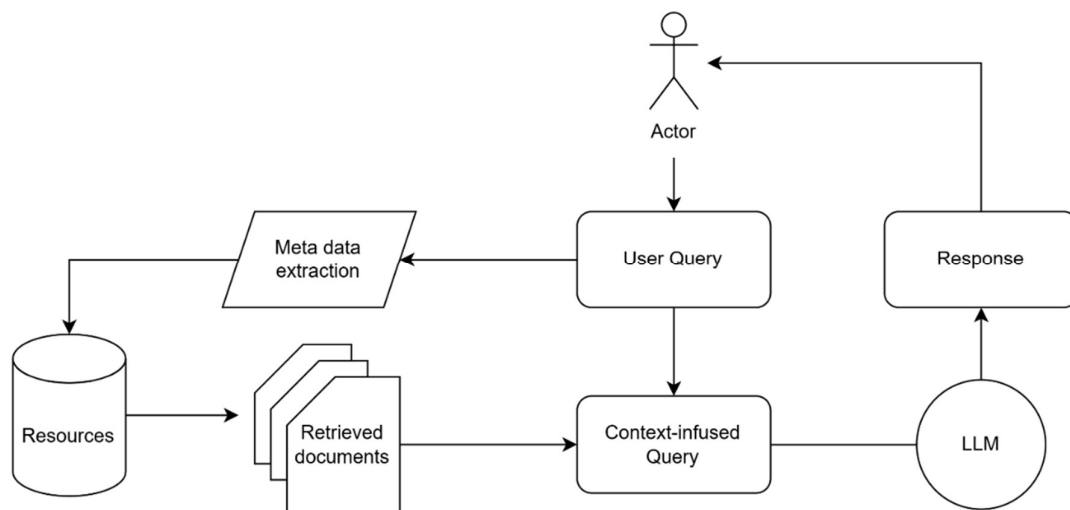 Actor
Meta data
extraction
User Query
Response
Resources
Retrieved
documents
Context-infused
Query
LLM